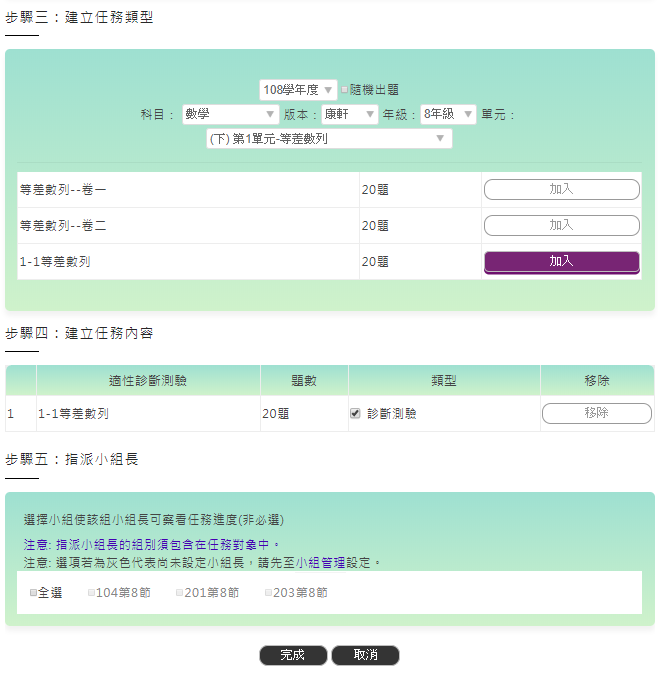 步驟三：建立任務類型
108學年度 隨機出題
科目： 數學 版本： 康軒 年級： 8年級 單元：
(下) 第1單元-等差數列
等差數列--卷一 20題 加入
等差數列--卷二 20題 加入
1-1等差數列 20題 加入
步驟四：建立任務內容
適性診斷測驗 題數 類型 移除
1 1-1等差數列 20題 診斷測驗 移除
步驟五：指派小組長
選擇小組使該組小組長可察看任務進度(非必選)
注意: 指派小組長的組別須包含在任務對象中。
注意: 選項若為灰色代表尚未設定小組長，請先至小組管理設定。
全選 104第8節 201第8節 203第8節
完成 取消